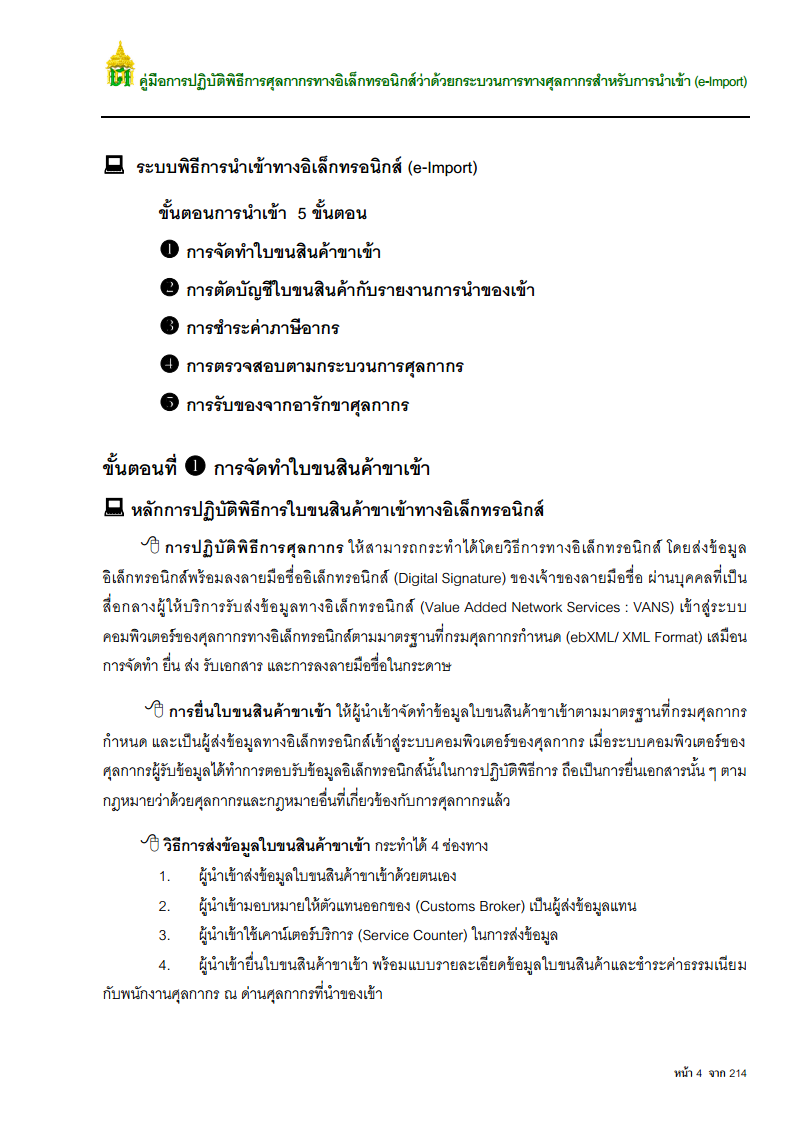 คู่มือการปฏิบัติพิธีการศุลกากรทางอิเล็กทรอนิกส์ว่าด้วยกระบวนการทางศุลกากรสำหรับการนำเข้า (e-Import)
ระบบพิธีการนำเข้าทางอิเล็กทรอนิกส์ (e-Import)
ขั้นตอนการนำเข้า 5 ขั้นตอน
❶ การจัดทำใบขนสินค้าขาเข้า
❷ การตัดบัญชีใบขนสินค้ากับรายงานการนำของเข้า
❸ การชำระค่าภาษีอากร
❹ การตรวจสอบตามกระบวนการศุลกากร
❺ การรับของจากอารักขาศุลกากร
ขั้นตอนที่ ❶ การจัดทำใบขนสินค้าขาเข้า
หลักการปฏิบัติพิธีการใบขนสินค้าขาเข้าทางอิเล็กทรอนิกส์
การปฏิบัติพิธีการศุลกากร ให้สามารถกระทำได้โดยวิธีการทางอิเล็กทรอนิกส์ โดยส่งข้อมูล
อิเล็กทรอนิกส์พร้อมลงลายมือชื่ออิเล็กทรอนิกส์ (Digital Signature) ของเจ้าของลายมือชื่อ ผ่านบุคคลที่เป็น
สื่อกลางผู้ให้บริการรับส่งข้อมูลทางอิเล็กทรอนิกส์ (Value Added Network Services : VANS) เข้าสู่ระบบ
คอมพิวเตอร์ของศุลกากรทางอิเล็กทรอนิกส์ตามมาตรฐานที่กรมศุลกากรกำหนด (ebXML/ XML Format) เสมือน
การจัดทำ ยื่น ส่ง รับเอกสาร และการลงลายมือชื่อในกระดาษ
การยื่นใบขนสินค้าขาเข้า ให้ผู้นำเข้าจัดทำข้อมูลใบขนสินค้าขาเข้าตามมาตรฐานที่กรมศุลกากร
กำหนด และเป็นผู้ส่งข้อมูลทางอิเล็กทรอนิกส์เข้าสู่ระบบคอมพิวเตอร์ของศุลกากร เมื่อระบบคอมพิวเตอร์ของ
ศุลกากรผู้รับข้อมูลได้ทำการตอบรับข้อมูลอิเล็กทรอนิกส์นั้นในการปฏิบัติพิธีการ ถือเป็นการยื่นเอกสารนั้น ๆ ตาม
กฎหมายว่าด้วยศุลกากรและกฎหมายอื่นที่เกี่ยวข้องกับการศุลกากรแล้ว
วิธีการส่งข้อมูลใบขนสินค้าขาเข้า กระทำได้ 4 ช่องทาง
1. ผู้นำเข้าส่งข้อมูลใบขนสินค้าขาเข้าด้วยตนเอง
2. ผู้นำเข้ามอบหมายให้ตัวแทนออกของ (Customs Broker) เป็นผู้ส่งข้อมูลแทน
3. ผู้นำเข้าใช้เคาน์เตอร์บริการ (Service Counter) ในการส่งข้อมูล
4. ผู้นำเข้ายื่นใบขนสินค้าขาเข้า พร้อมแบบรายละเอียดข้อมูลใบขนสินค้าและชำระค่าธรรมเนียม
กับพนักงานศุลกากร ณ ด่านศุลกากรที่นำของเข้า
หน้า 4 จาก 214